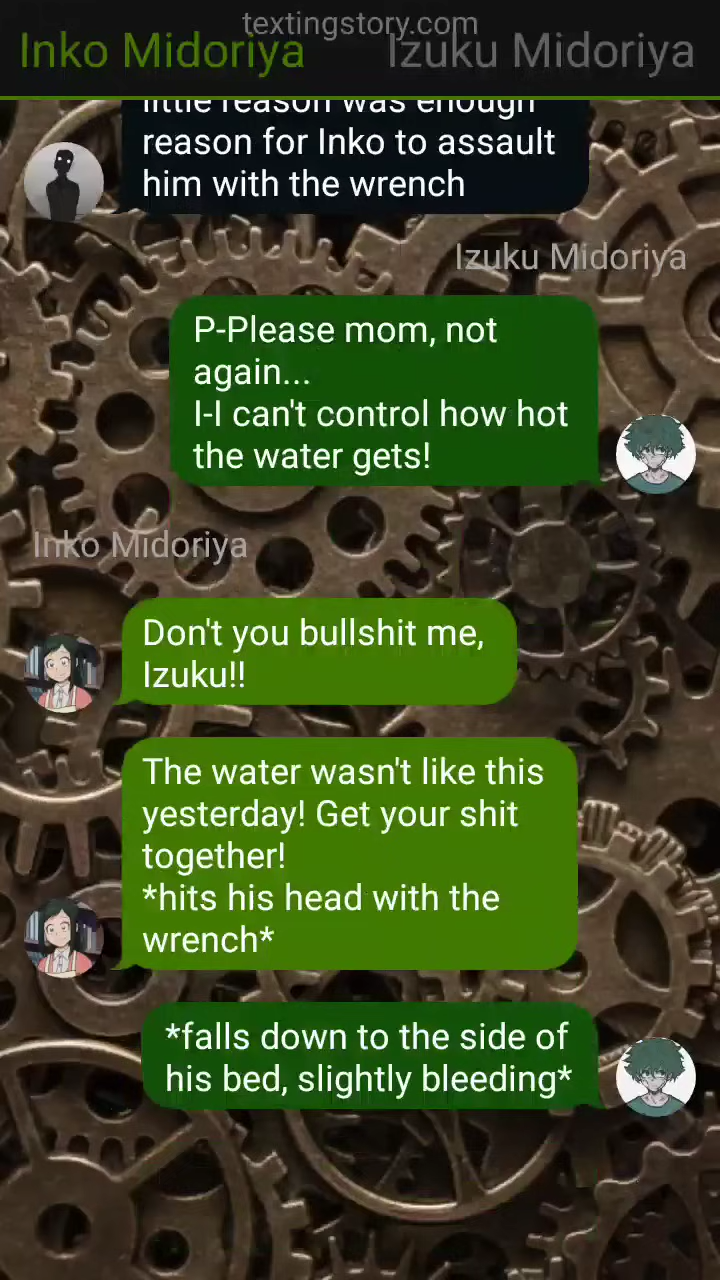 textingstory.com
Inko Midoriya
Izuku Midoriya
little reason was enough
reason for Inko to assault
him with the wrench
Izuku Midoriya
P-Please mom, not
again...
I-I can't control how hot
the water gets!
Inko Midoriya
Don't you bullshit me,
Izuku!!
The water wasn't like this
yesterday! Get your shit
together!
*hits his head with the
wrench*
*falls down to the side of
his bed, slightly bleeding*